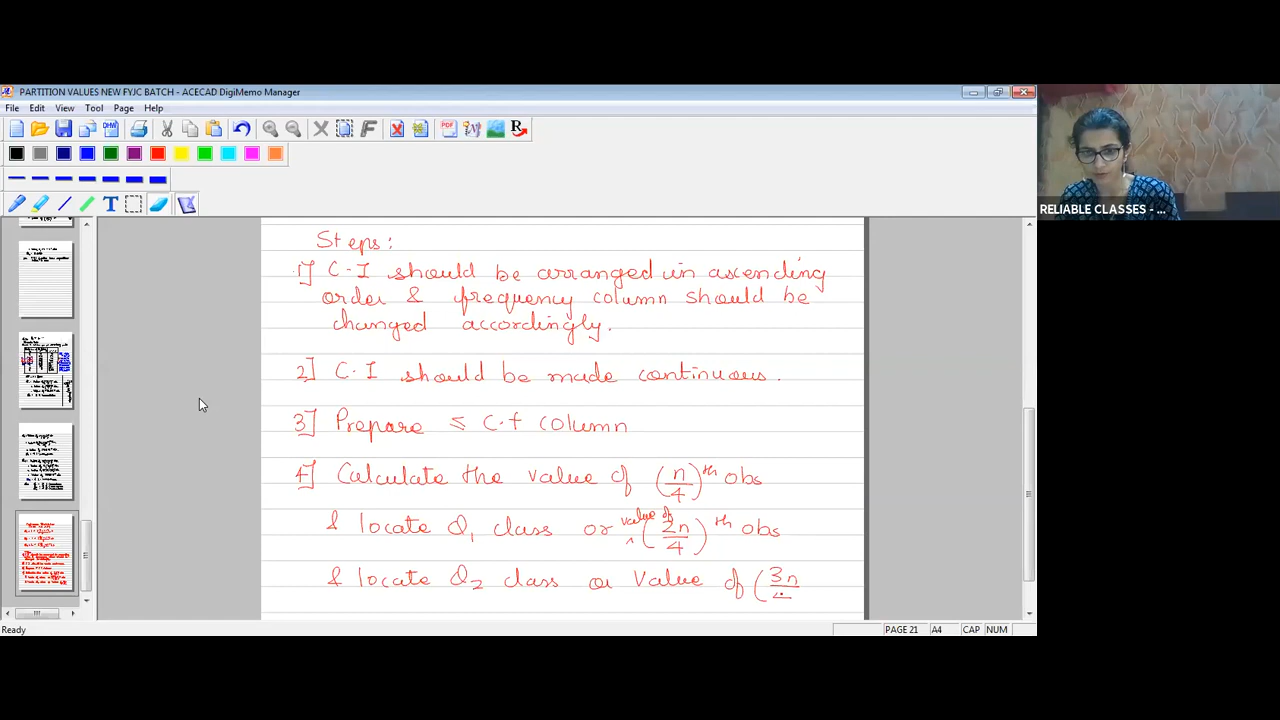 PARTITION VALUES NEW FYJC BATCH - ACECAD DigiMemo Manager
File Edit View Tool Page Help
Steps:
1] C-I should be arranged in ascending
order & frequency column should be
changed accordingly.
2] C.I should be made continuous.
3] Prepare ≤ c.f column
4] Calculate the value of (n/4)th obs
& locate Q1 class or value of ^ (2n/4)th obs
& locate Q2 class or value of (3n
RELIABLE CLASSES - ...
Ready PAGE 21 A4 CAP NUM